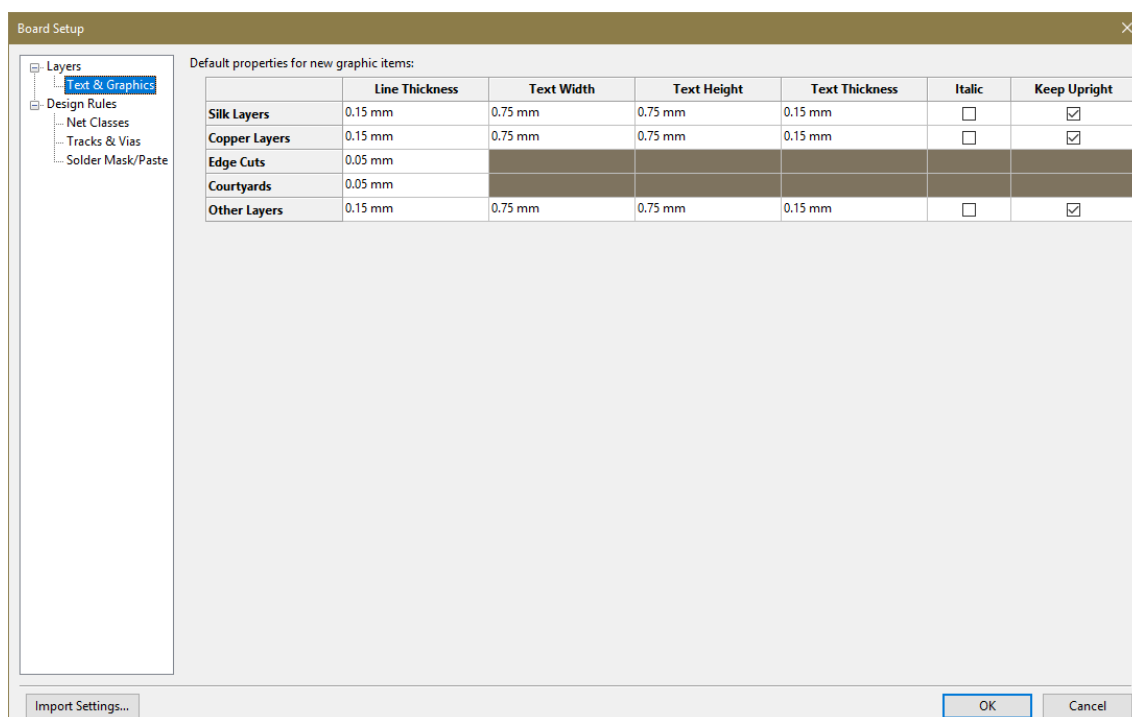 Board Setup
Layers
Text & Graphics
Design Rules
Net Classes
Tracks & Vias
Solder Mask/Paste
Default properties for new graphic items:
Line Thickness Text Width Text Height Text Thickness Italic Keep Upright
Silk Layers 0.15 mm 0.75 mm 0.75 mm 0.15 mm
Copper Layers 0.15 mm 0.75 mm 0.75 mm 0.15 mm
Edge Cuts 0.05 mm
Courtyards 0.05 mm
Other Layers 0.15 mm 0.75 mm 0.75 mm 0.15 mm
Import Settings... OK Cancel